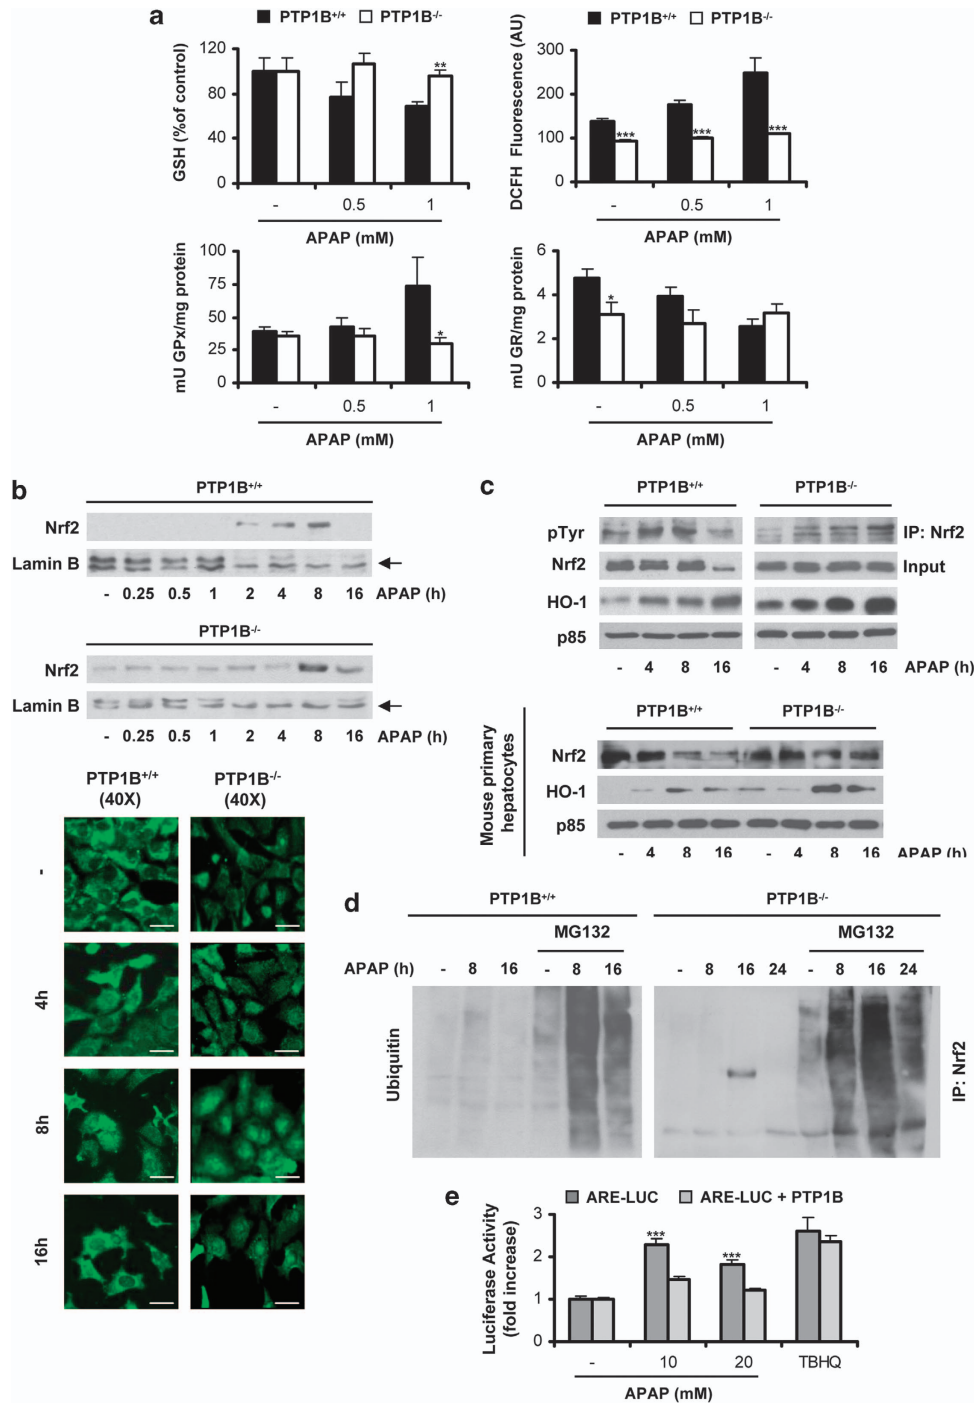 a
PTP1B+/+ PTP1B-/-
GSH (%of control)
120
80
40
0
**
- 0.5 1
APAP (mM)
PTP1B+/+ PTP1B-/-
DCFH Fluorescence (AU)
300
200
100
0
*** *** ***
- 0.5 1
APAP (mM)
mU GPx/mg protein
100
75
50
25
0
*
- 0.5 1
APAP (mM)
mU GR/mg protein
6
4
2
0
*
- 0.5 1
APAP (mM)
b
PTP1B+/+
Nrf2
Lamin B
- 0.25 0.5 1 2 4 8 16 APAP (h)
PTP1B-/-
Nrf2
Lamin B
- 0.25 0.5 1 2 4 8 16 APAP (h)
PTP1B+/+ (40X)
PTP1B-/- (40X)
-
4h
8h
16h
c
PTP1B+/+ PTP1B-/-
pTyr IP: Nrf2
Nrf2 Input
HO-1
p85
- 4 8 16 - 4 8 16 APAP (h)
Mouse primary hepatocytes
PTP1B+/+ PTP1B-/-
Nrf2
HO-1
p85
- 4 8 16 - 4 8 16 APAP (h)
d
PTP1B+/+ PTP1B-/-
MG132 MG132
APAP (h) - 8 16 - 8 16 - 8 16 24 - 8 16 24
Ubiquitin
IP: Nrf2
e
ARE-LUC ARE-LUC + PTP1B
Luciferase Activity (fold increase)
3
2
1
0
*** ***
- 10 20 TBHQ
APAP (mM)